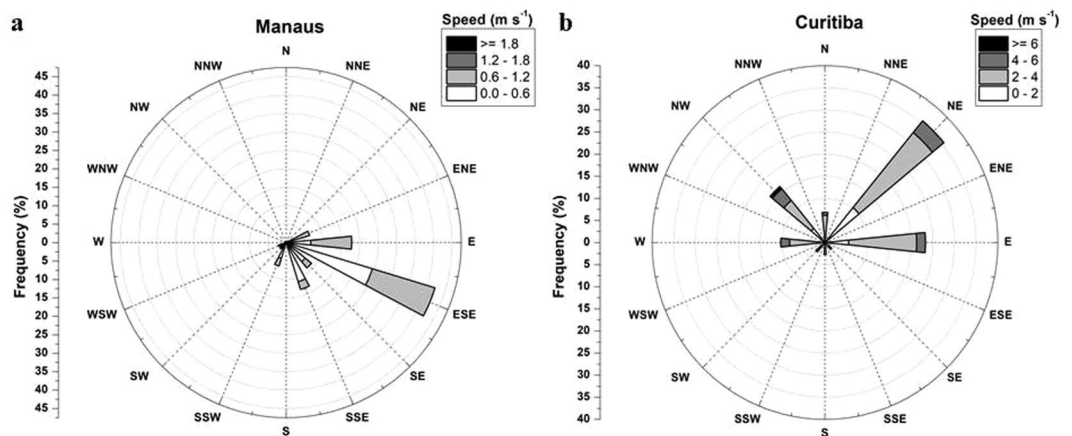 a
Manaus
Speed (m s⁻¹)
>= 1.8
1.2 - 1.8
0.6 - 1.2
0.0 - 0.6
Frequency (%)
45
40
35
30
25
20
15
10
5
0
5
10
15
20
25
30
35
40
45
N
NNE
NE
ENE
E
ESE
SE
SSE
S
SSW
SW
WSW
W
WNW
NW
NNW
b
Curitiba
Speed (m s⁻¹)
>= 6
4 - 6
2 - 4
0 - 2
Frequency (%)
40
35
30
25
20
15
10
5
0
5
10
15
20
25
30
35
40
N
NNE
NE
ENE
E
ESE
SE
SSE
S
SSW
SW
WSW
W
WNW
NW
NNW